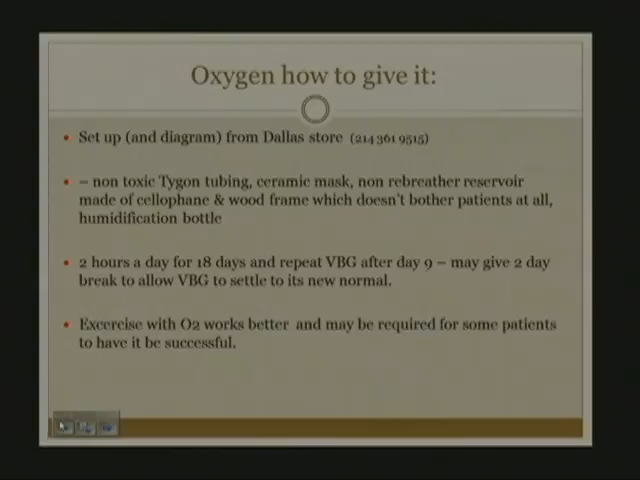 Oxygen how to give it:
Set up (and diagram) from Dallas store (214 361 9515)
– non toxic Tygon tubing, ceramic mask, non rebreather reservoir
made of cellophane & wood frame which doesn't bother patients at all,
humidification bottle
2 hours a day for 18 days and repeat VBG after day 9 – may give 2 day
break to allow VBG to settle to its new normal.
Excercise with O2 works better and may be required for some patients
to have it be successful.